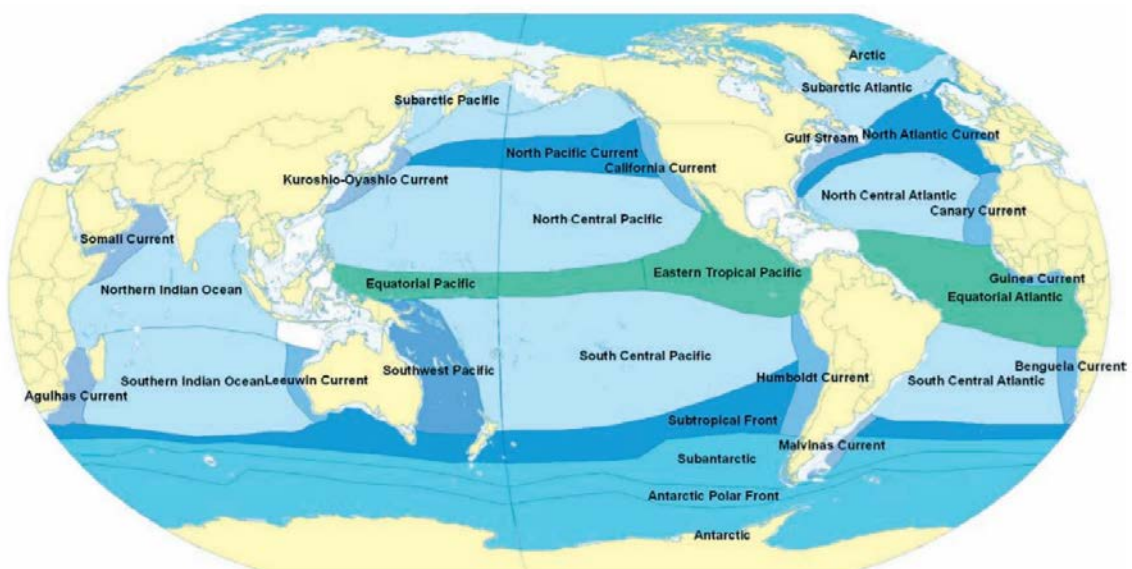 Arctic
Subarctic Atlantic
Subarctic Pacific
Gulf Stream
North Atlantic Current
North Pacific Current
California Current
Kuroshio-Oyashio Current
North Central Atlantic
Canary Current
North Central Pacific
Somali Current
Eastern Tropical Pacific
Guinea Current
Equatorial Pacific
Northern Indian Ocean
Equatorial Atlantic
South Central Pacific
Benguela Current
Southwest Pacific
Humboldt Current
Southern Indian Ocean
Leeuwin Current
South Central Atlantic
Agulhas Current
Subtropical Front
Malvinas Current
Subantarctic
Antarctic Polar Front
Antarctic